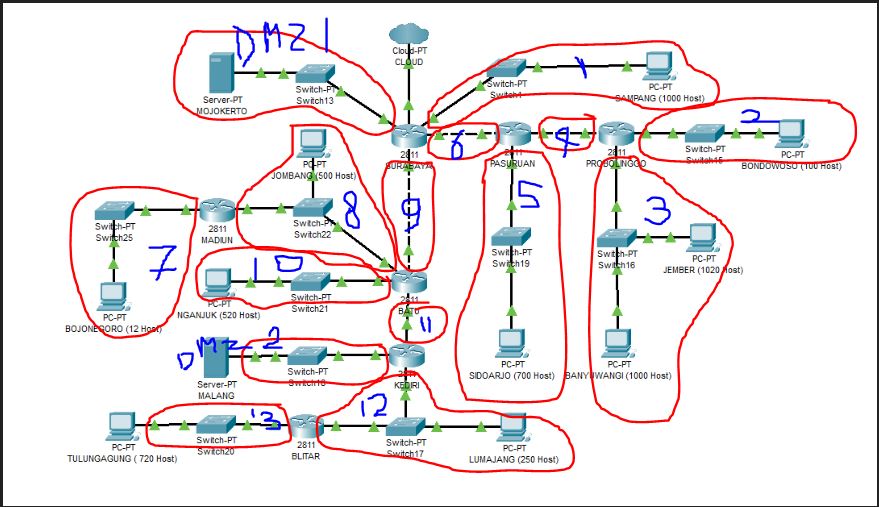 DMZ1
Cloud-PT
CLOUD
Server-PT
MOJOKERTO
Switch-PT
Switch13
Switch-PT
Switch1
1
PC-PT
SAMPANG (1000 Host)
2811
SURABAYA
6
2811
PASURUAN
4
2811
PROBOLINGGO
Switch-PT
Switch15
2
PC-PT
BONDOWOSO (100 Host)
PC-PT
JOMBANG (500 Host)
Switch-PT
Switch25
2811
MADIUN
Switch-PT
Switch22
8
9
5
Switch-PT
Switch19
3
Switch-PT
Switch16
PC-PT
JEMBER (1020 Host)
7
PC-PT
BOJONEGORO (12 Host)
10
PC-PT
NGANJUK (520 Host)
Switch-PT
Switch21
2811
BATU
11
DMZ 2
Server-PT
MALANG
Switch-PT
Switch18
2811
KEDIRI
PC-PT
SIDOARJO (700 Host)
PC-PT
BANYUWANGI (1000 Host)
13
12
PC-PT
TULUNGAGUNG ( 720 Host)
Switch-PT
Switch20
2811
BLITAR
Switch-PT
Switch17
PC-PT
LUMAJANG (250 Host)